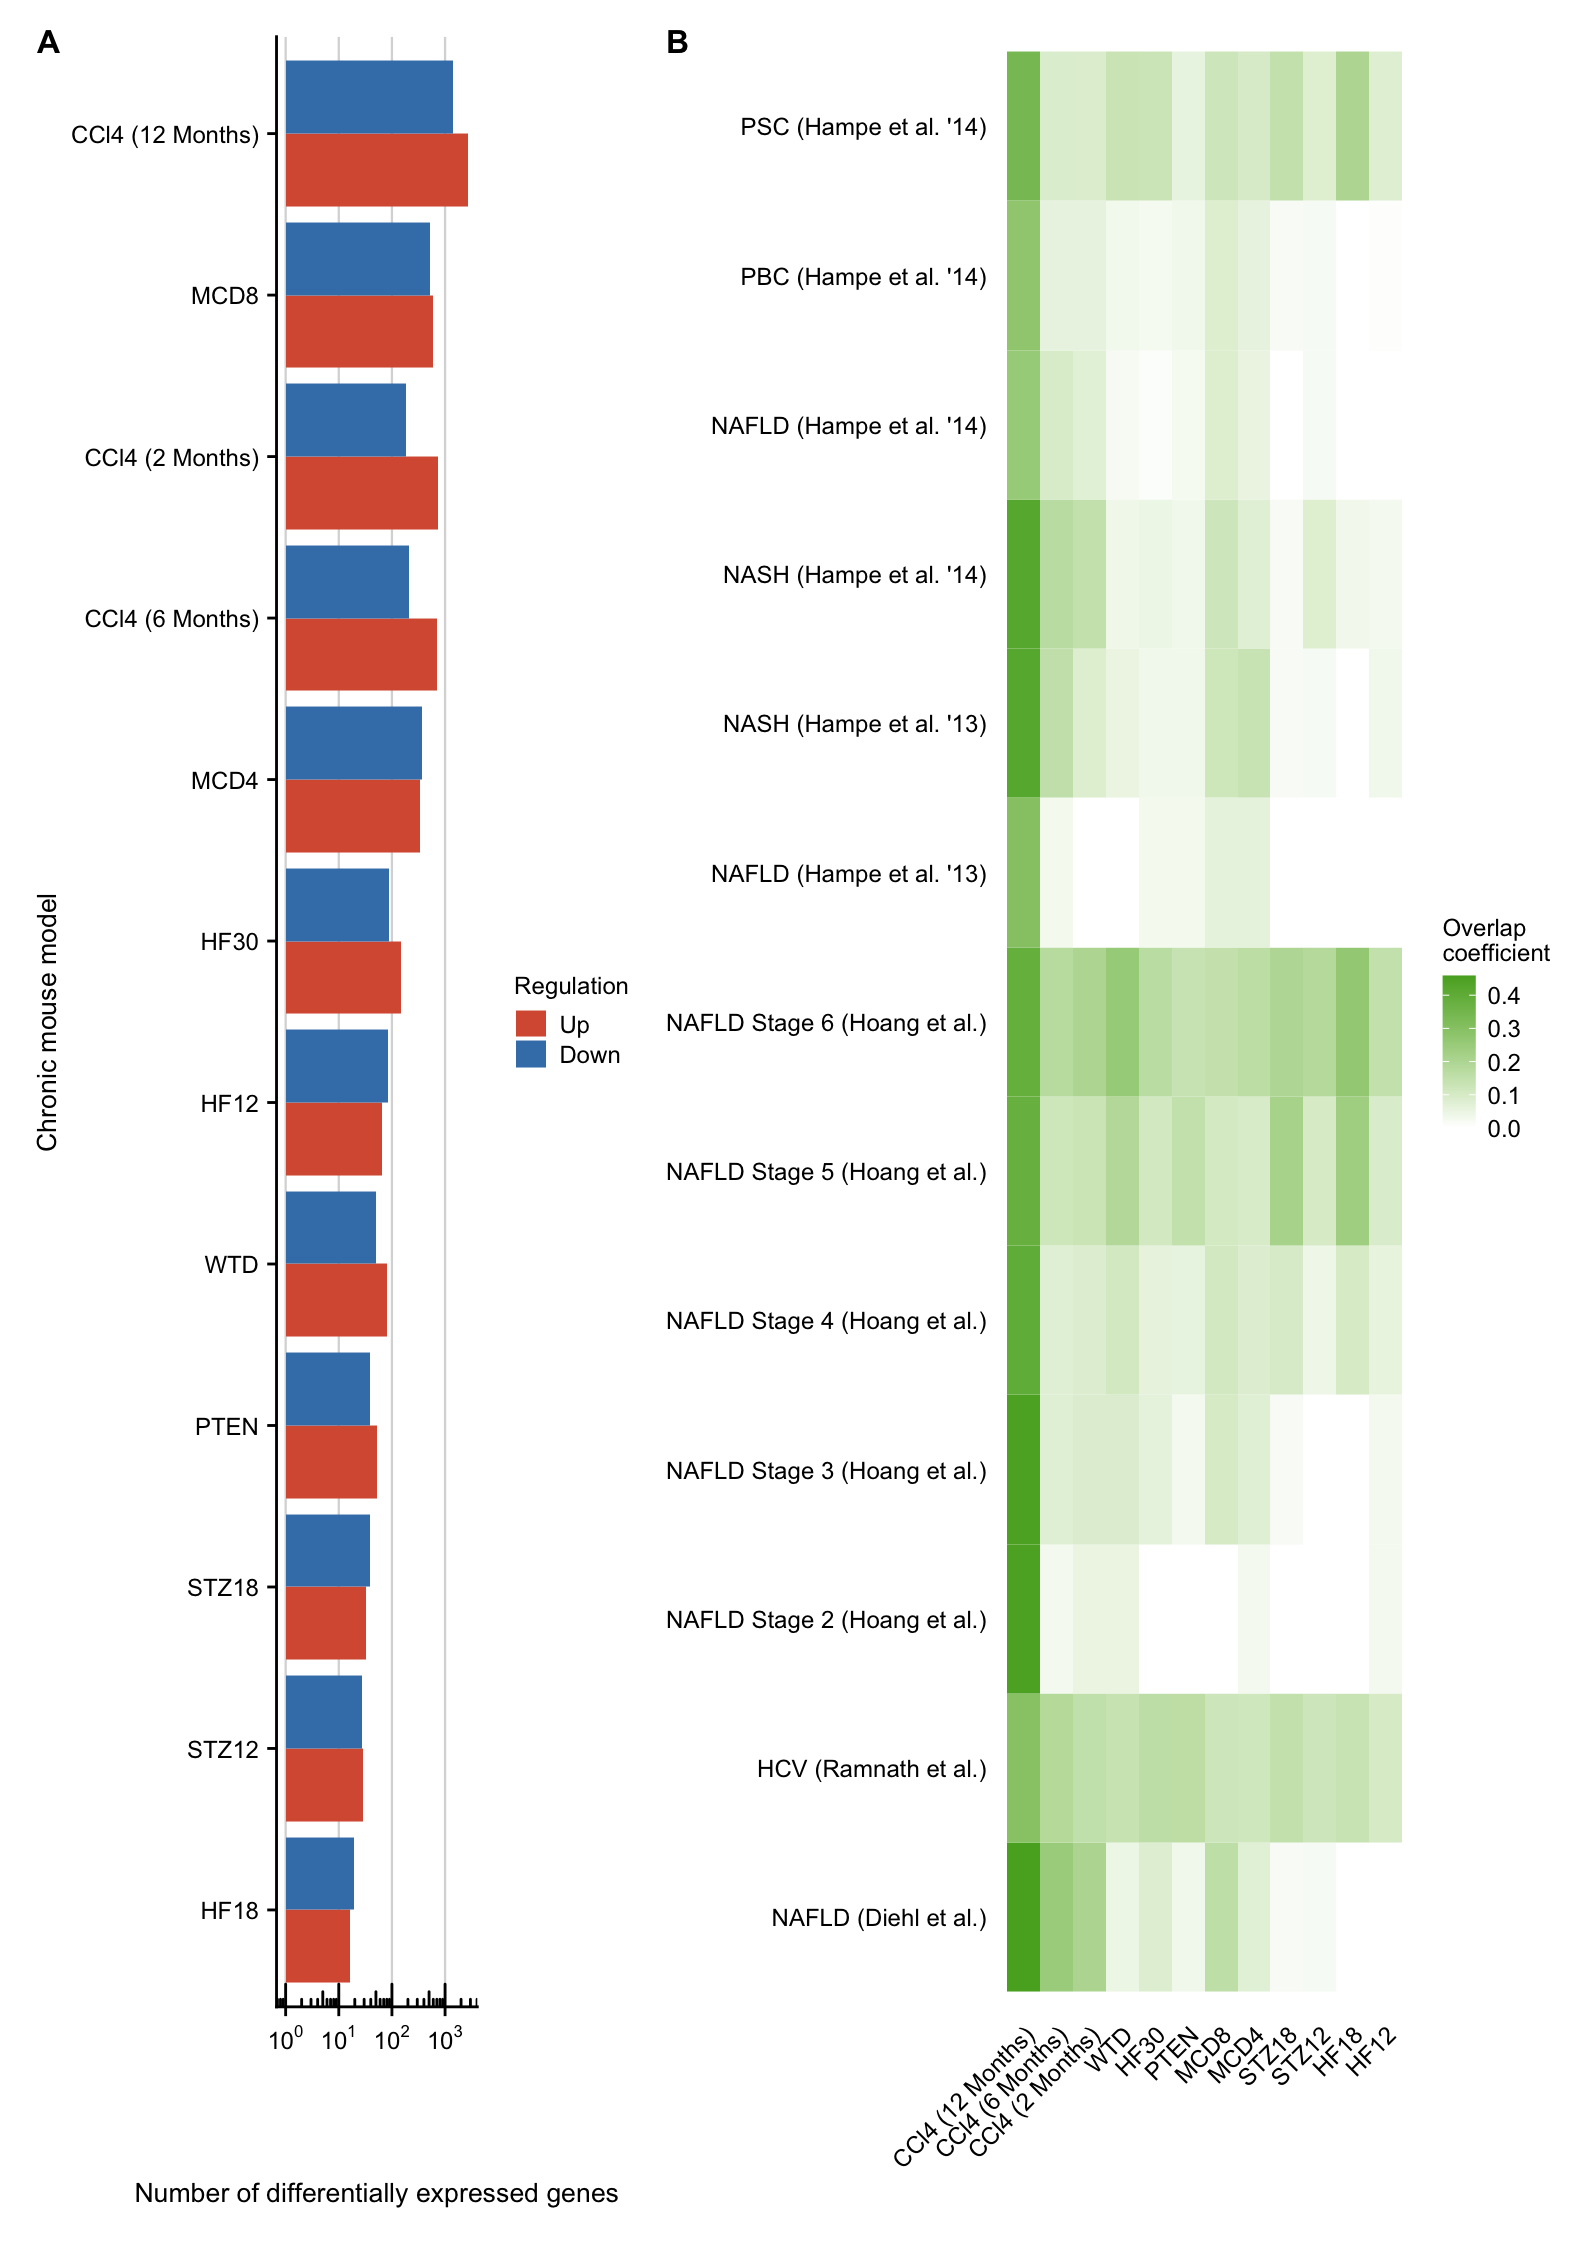 A
Chronic mouse model
CCl4 (12 Months)
MCD8
CCl4 (2 Months)
CCl4 (6 Months)
MCD4
HF30
HF12
WTD
PTEN
STZ18
STZ12
HF18
10⁰ 10¹ 10² 10³
Number of differentially expressed genes
Regulation
Up
Down
B
PSC (Hampe et al. '14)
PBC (Hampe et al. '14)
NAFLD (Hampe et al. '14)
NASH (Hampe et al. '14)
NASH (Hampe et al. '13)
NAFLD (Hampe et al. '13)
NAFLD Stage 6 (Hoang et al.)
NAFLD Stage 5 (Hoang et al.)
NAFLD Stage 4 (Hoang et al.)
NAFLD Stage 3 (Hoang et al.)
NAFLD Stage 2 (Hoang et al.)
HCV (Ramnath et al.)
NAFLD (Diehl et al.)
CCl4 (12 Months)
CCl4 (6 Months)
CCl4 (2 Months)
WTD
HF30
PTEN
MCD8
MCD4
STZ18
STZ12
HF18
HF12
Overlap
coefficient
0.4
0.3
0.2
0.1
0.0